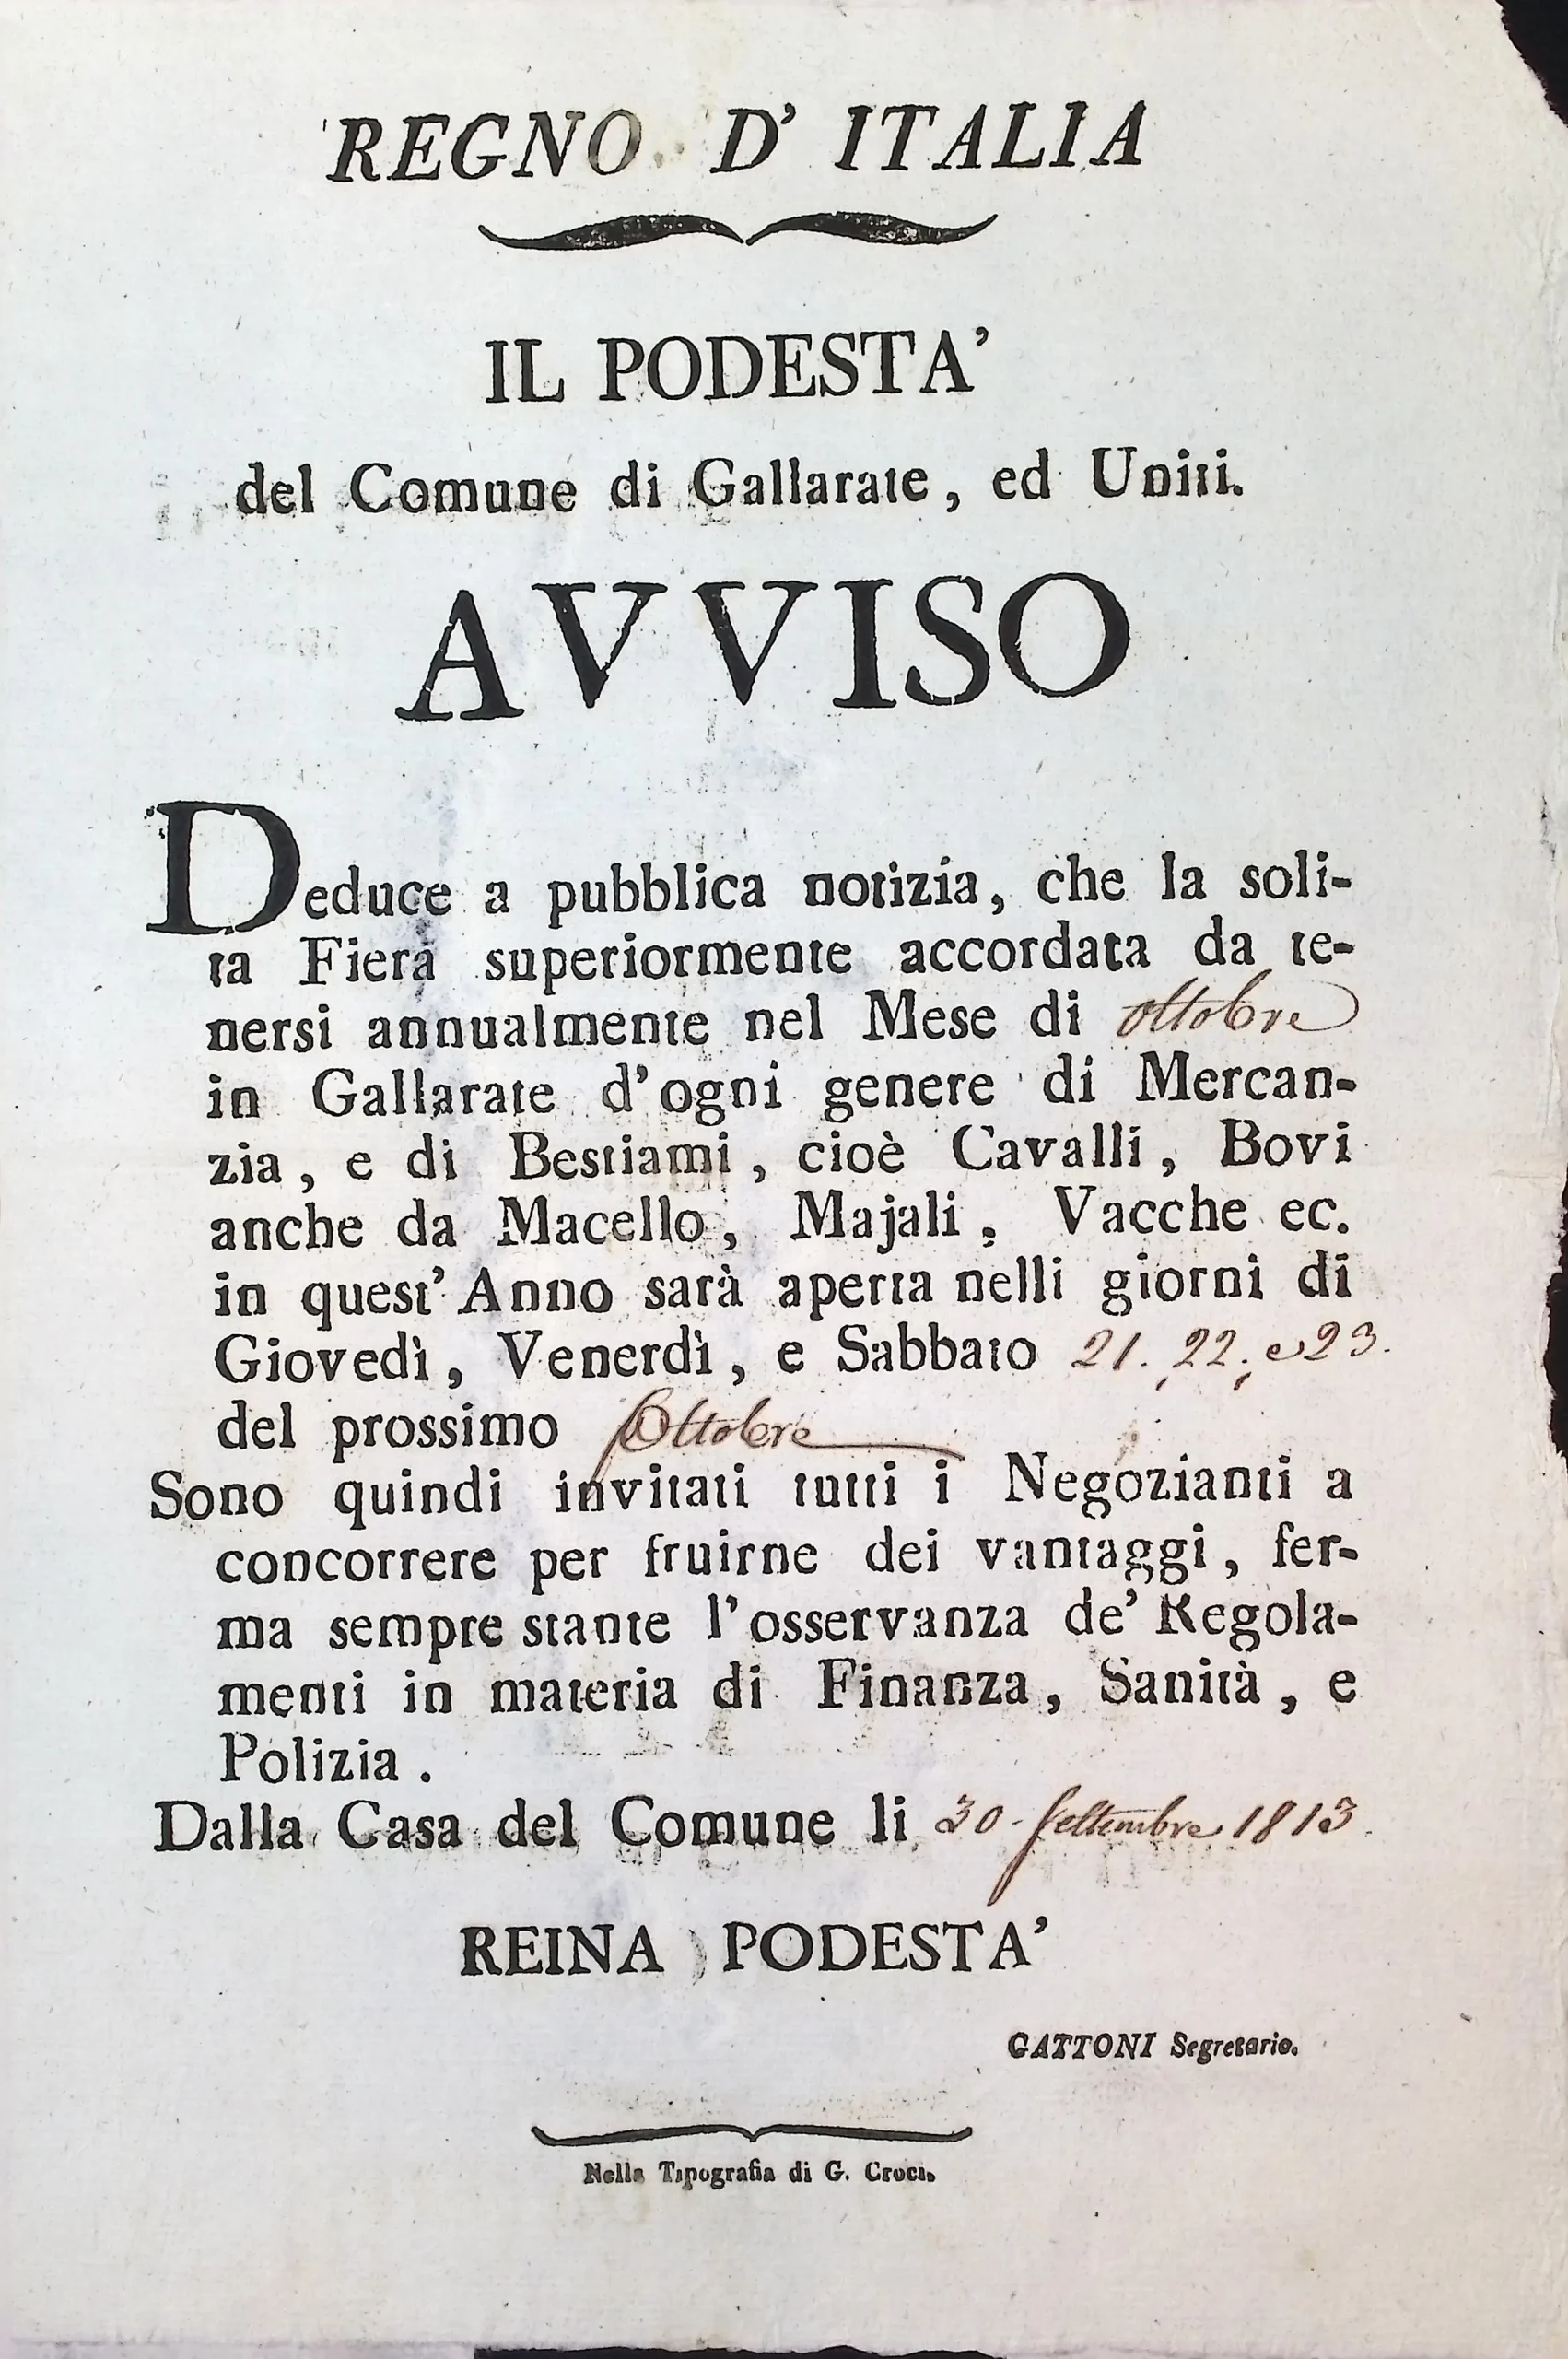 REGNO D' ITALIA
IL PODESTA'
del Comune di Gallarate, ed Uniti.
AVVISO
Deduce a pubblica notizia, che la soli-
ta Fiera superiormente accordata da te-
nersi annualmente nel Mese di ottobre
in Gallarate d'ogni genere di Mercan-
zia, e di Bestiami, cioè Cavalli, Bovi
anche da Macello, Majali, Vacche ec.
in quest' Anno sarà aperta nelli giorni di
Giovedì, Venerdì, e Sabbato 21. 22. e 23.
del prossimo Ottobre
Sono quindi invitati tutti i Negozianti a
concorrere per fruirne dei vantaggi, fer-
ma sempre stante l'osservanza de' Regola-
menti in materia di Finanza, Sanità, e
Polizia.
Dalla Casa del Comune li 30 - Settembre 1813.
REINA PODESTA'
GATTONI Segretario.
Nella Tipografia di G. Croci.